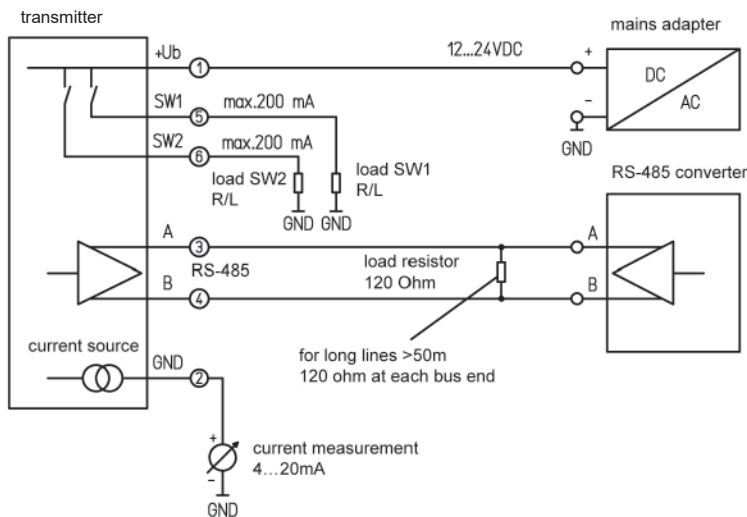 transmitter
mains adapter
+Ub
1
12...24VDC
+
DC
AC
-
GND
SW1
5
max.200 mA
SW2
6
max.200 mA
load SW2
R/L
load SW1
R/L
GND
GND
RS-485 converter
A
3
RS-485
load resistor
120 Ohm
A
B
4
B
current source
GND
2
for long lines >50m
120 ohm at each bus end
+
current measurement
4...20mA
-
GND